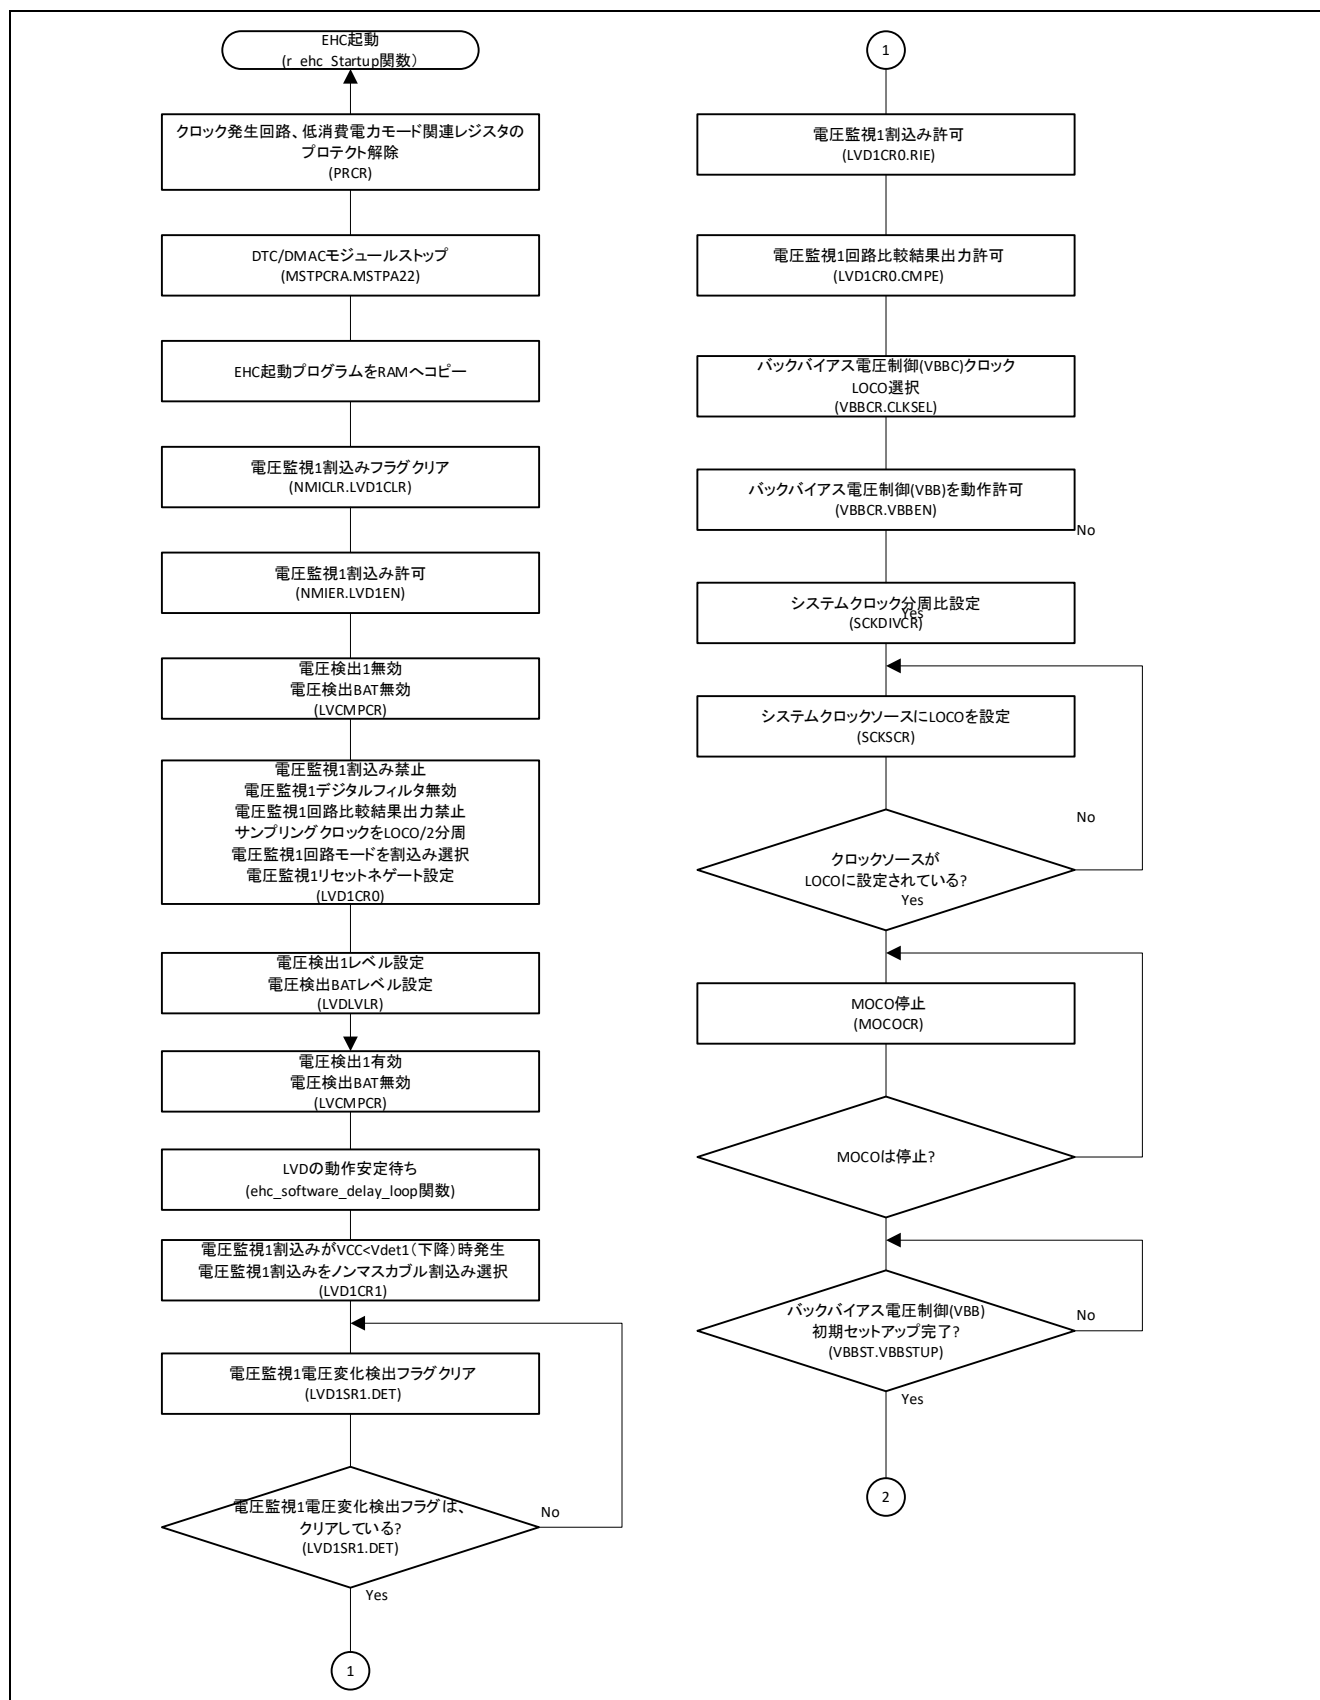 EHC起動
(r_ehc_Startup関数)
クロック発生回路、低消費電力モード関連レジスタの
プロテクト解除
(PRCR)
DTC/DMACモジュールストップ
(MSTPCRA.MSTPA22)
EHC起動プログラムをRAMへコピー
電圧監視1割込みフラグクリア
(NMICLR.LVD1CLR)
電圧監視1割込み許可
(NMIER.LVD1EN)
電圧検出1無効
電圧検出BAT無効
(LVCMPCR)
電圧監視1割込み禁止
電圧監視1デジタルフィルタ無効
電圧監視1回路比較結果出力禁止
サンプリングクロックをLOCO/2分周
電圧監視1回路モードを割込み選択
電圧監視1リセットネゲート設定
(LVD1CR0)
電圧検出1レベル設定
電圧検出BATレベル設定
(LVDLVLR)
電圧検出1有効
電圧検出BAT無効
(LVCMPCR)
LVDの動作安定待ち
(ehc_software_delay_loop関数)
電圧監視1割込みがVCC<Vdet1(下降)時発生
電圧監視1割込みをノンマスカブル割込み選択
(LVD1CR1)
電圧監視1電圧変化検出フラグクリア
(LVD1SR1.DET)
電圧監視1電圧変化検出フラグは、
クリアしている?
(LVD1SR1.DET)
No
Yes
1
1
電圧監視1割込み許可
(LVD1CR0.RIE)
電圧監視1回路比較結果出力許可
(LVD1CR0.CMPE)
バックバイアス電圧制御(VBBC)クロック
LOCO選択
(VBBCR.CLKSEL)
バックバイアス電圧制御(VBB)を動作許可
(VBBCR.VBBEN)
No
システムクロック分周比設定
Yes
(SCKDIVCR)
システムクロックソースにLOCOを設定
(SCKSCR)
No
クロックソースが
LOCOに設定されている?
Yes
MOCO停止
(MOCOCR)
MOCOは停止?
バックバイアス電圧制御(VBB)
初期セットアップ完了?
(VBBST.VBBSTUP)
No
Yes
2